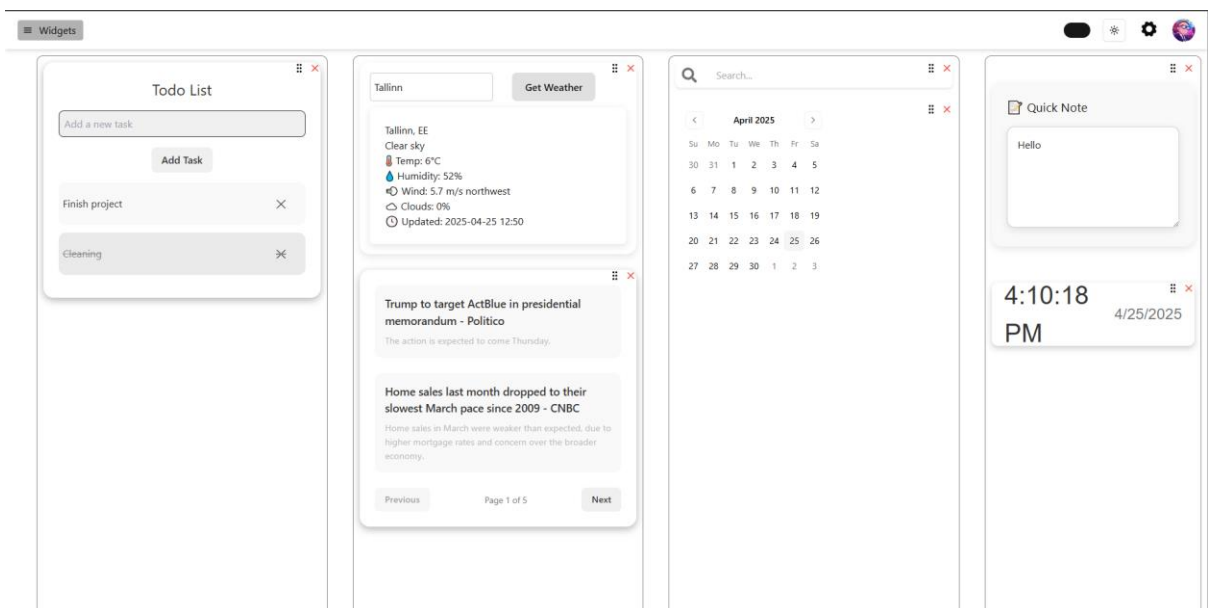 Widgets
Todo List
Add a new task
Add Task
Finish project
Cleaning
Tallinn
Get Weather
Tallinn, EE
Clear sky
Temp: 6°C
Humidity: 52%
Wind: 5.7 m/s northwest
Clouds: 0%
Updated: 2025-04-25 12:50
Trump to target ActBlue in presidential
memorandum - Politico
The action is expected to come Thursday.
Home sales last month dropped to their
slowest March pace since 2009 - CNBC
Home sales in March were weaker than expected, due to
higher mortgage rates and concern over the broader
economy.
Previous
Page 1 of 5
Next
Search...
April 2025
Su Mo Tu We Th Fr Sa
30 31 1 2 3 4 5
6 7 8 9 10 11 12
13 14 15 16 17 18 19
20 21 22 23 24 25 26
27 28 29 30 1 2 3
Quick Note
Hello
4:10:18
PM
4/25/2025